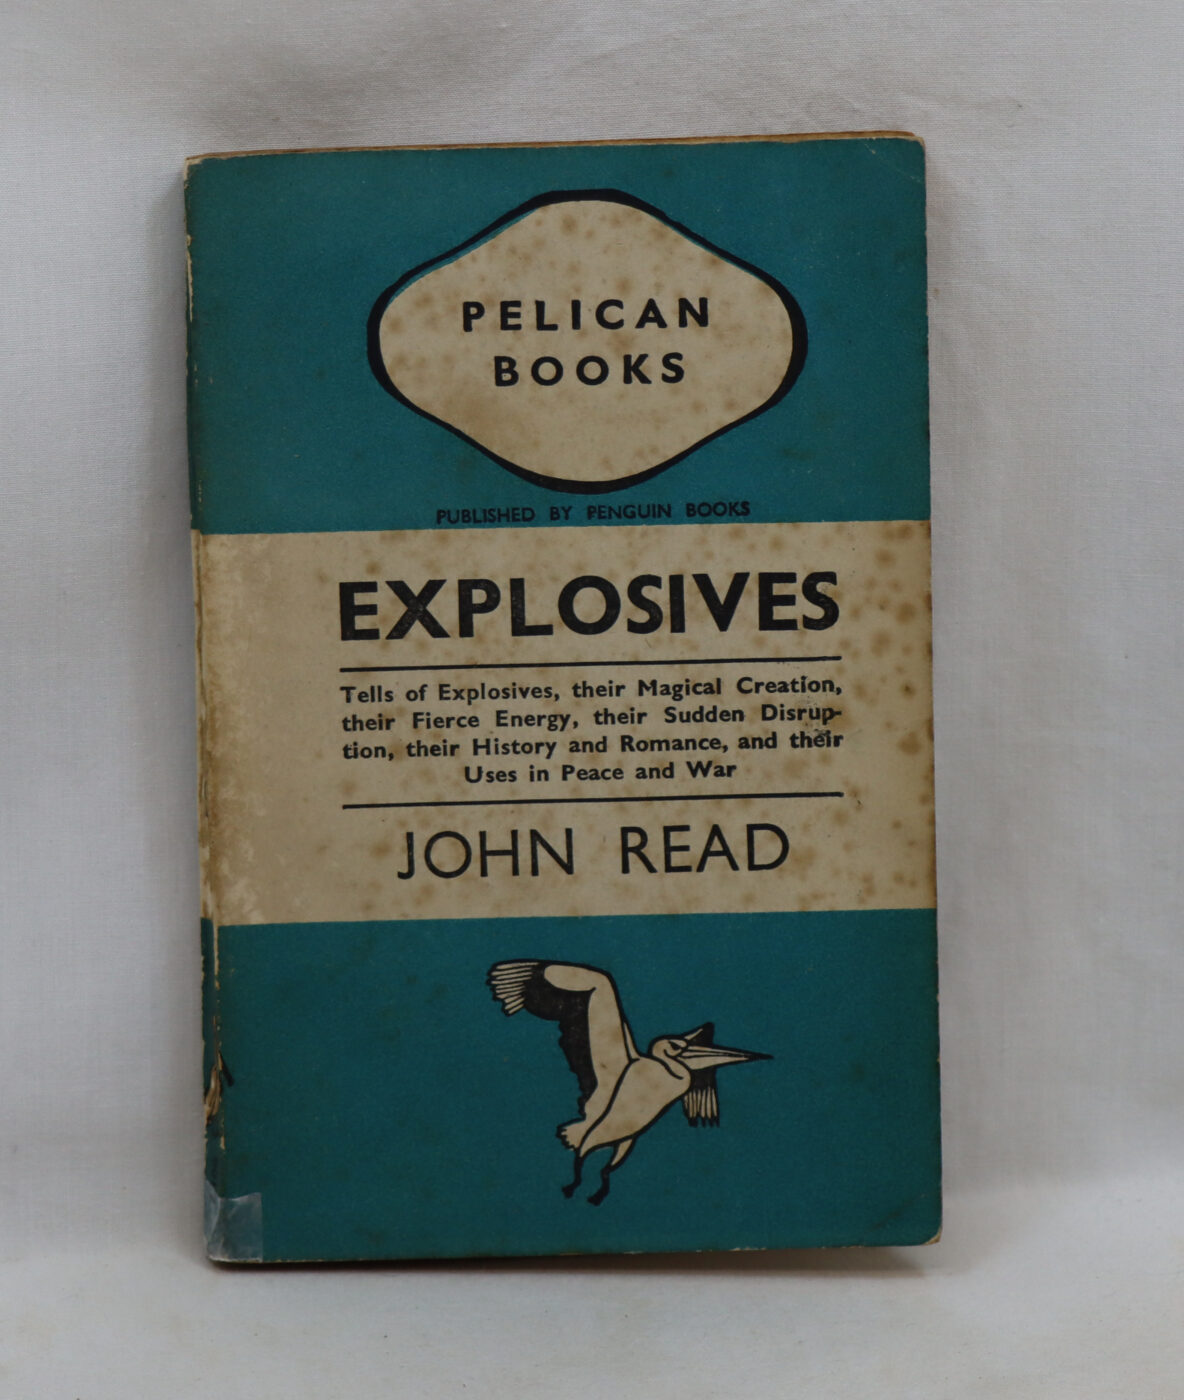 PELICAN
BOOKS
PUBLISHED BY PENGUIN BOOKS
EXPLOSIVES
Tells of Explosives, their Magical Creation,
their Fierce Energy, their Sudden Disrup-
tion, their History and Romance, and their
Uses in Peace and War
JOHN READ